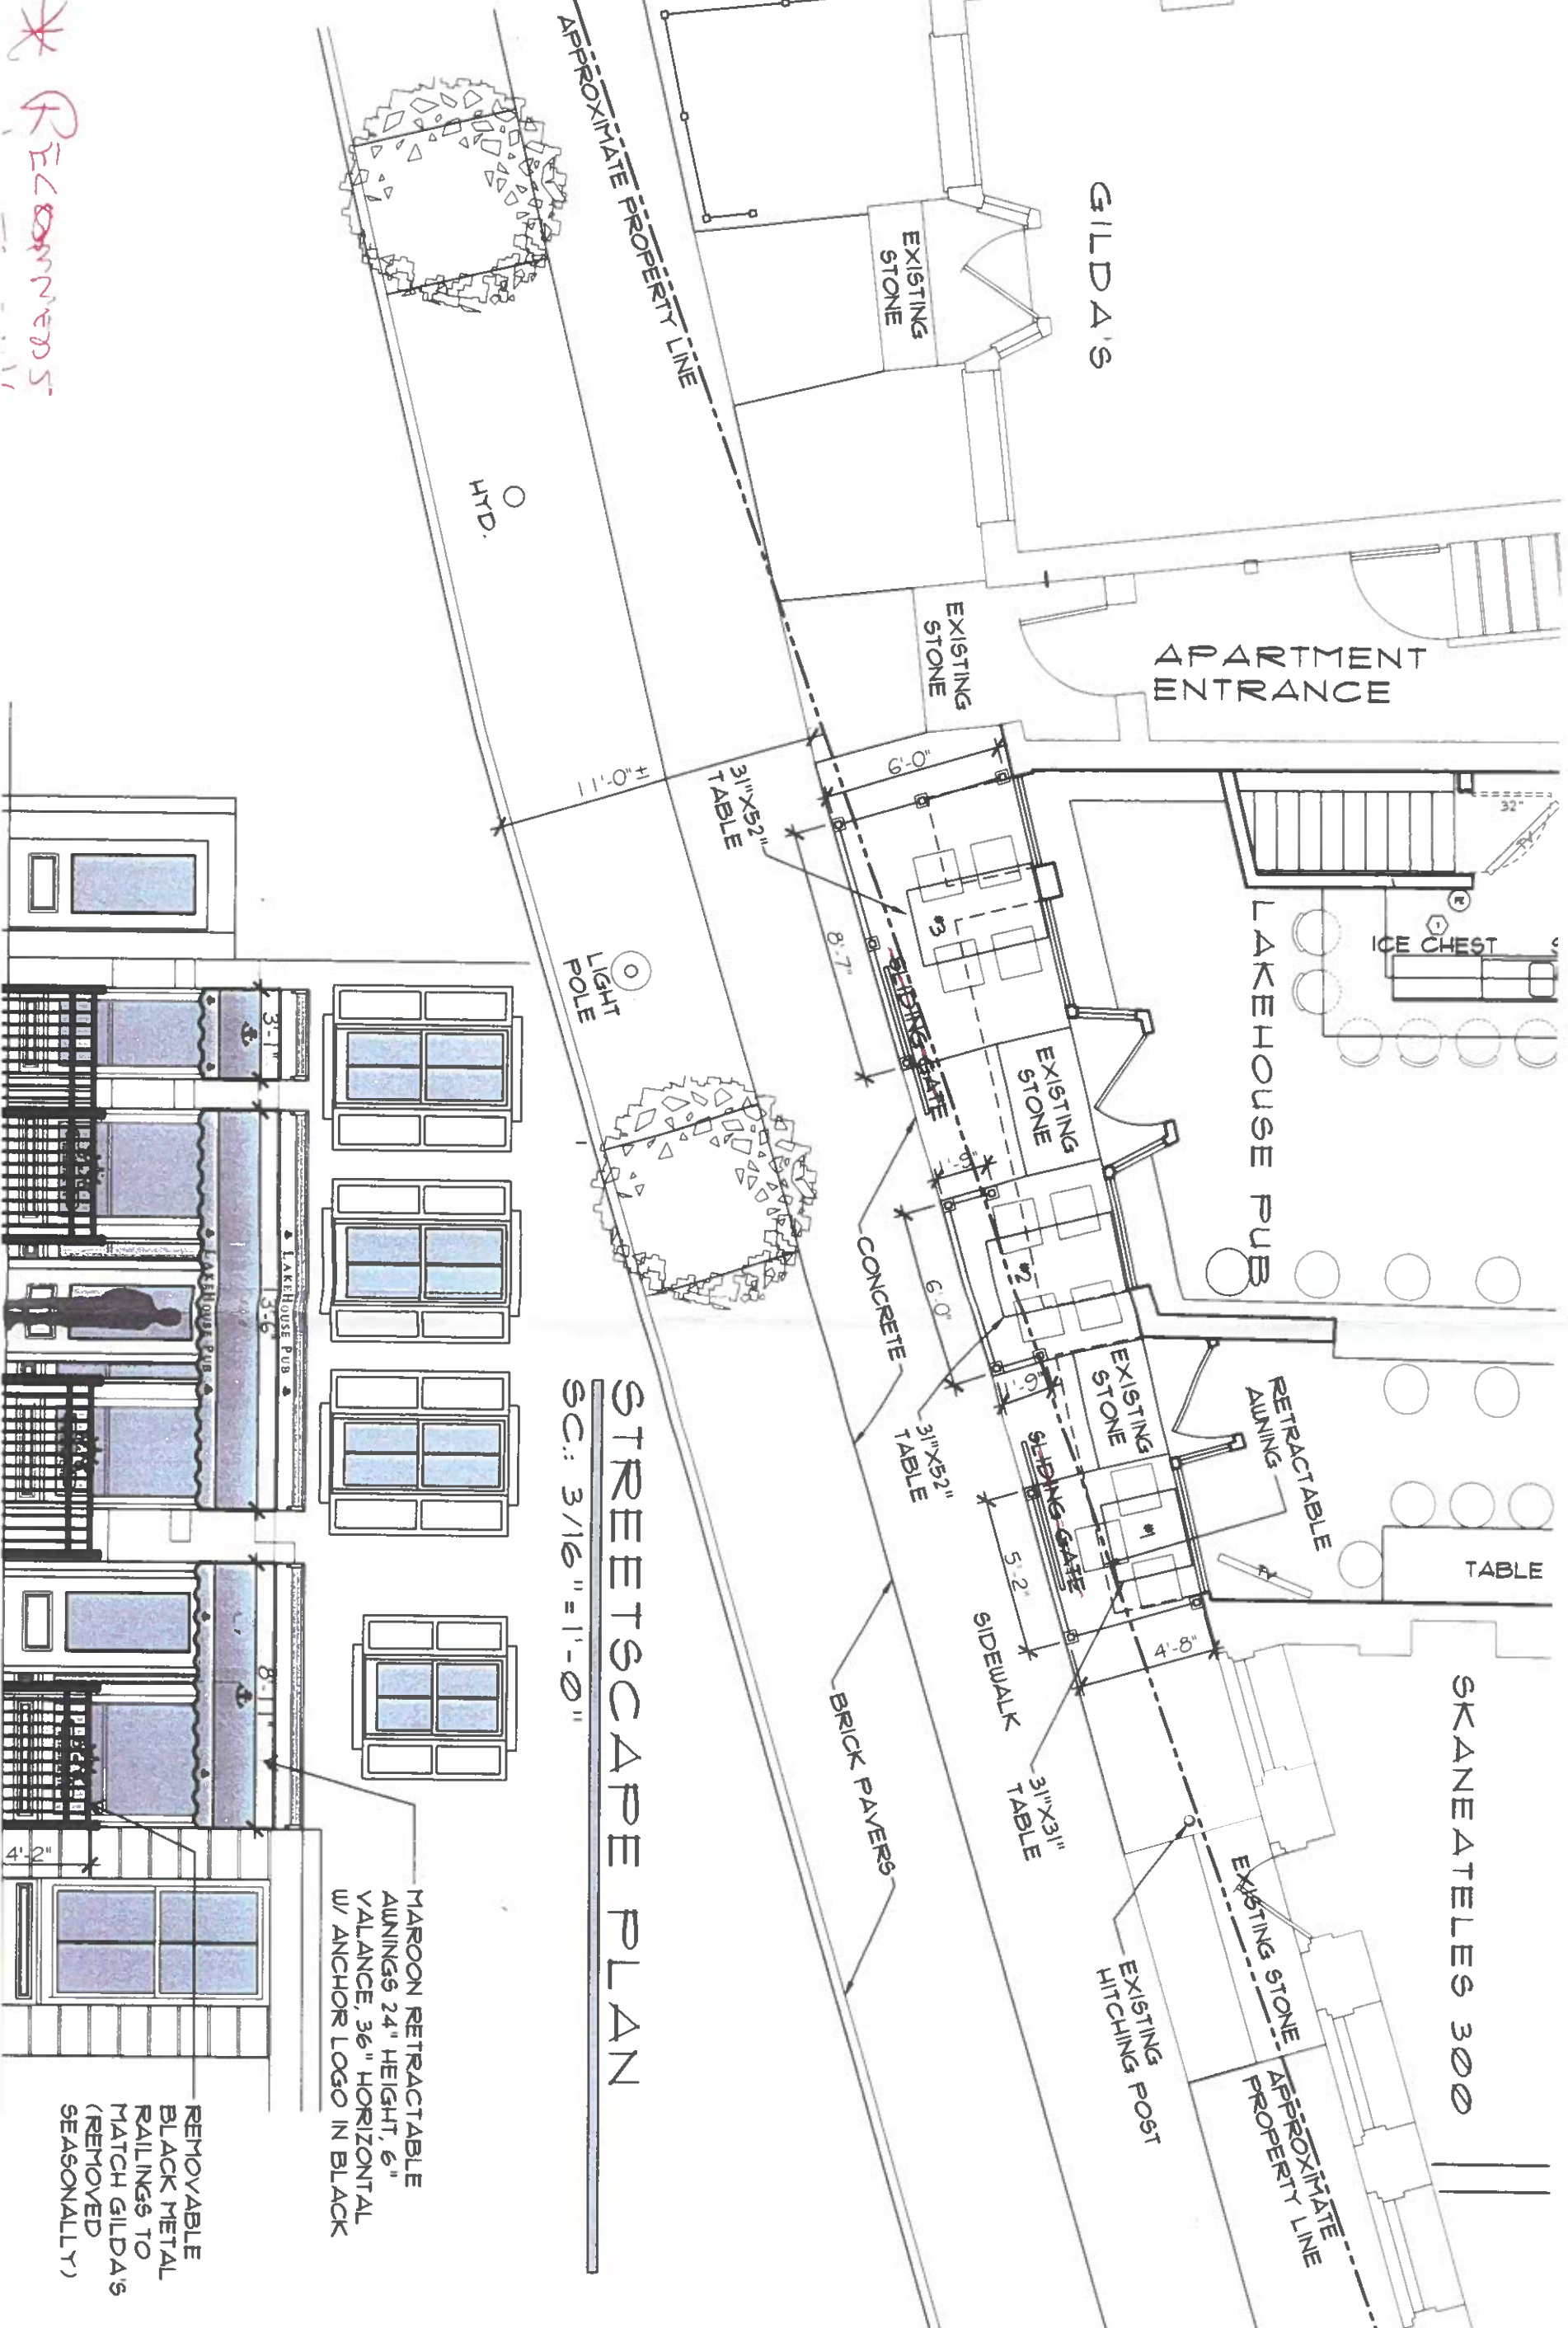 GILDA'S
APPROXIMATE PROPERTY LINE
EXISTING
STONE
HYD.
EXISTING
STONE
APARTMENT
ENTRANCE
32"
LAKEHOUSE PUB
ICE CHEST
TABLE
6'-0"
31"X52"
TABLE
#3
8'-7"
SLIDING GATE
EXISTING
STONE
±11'-0"
LIGHT
POLE
CONCRETE
#2
6'-0"
31"X52"
TABLE
EXISTING
STONE
RETRACTABLE
AWNING
SLIDING GATE
#1
5'-2"
4'-8"
SIDEWALK
31"X31"
TABLE
BRICK PAVERS
SKANEATELES 300
EXISTING STONE
EXISTING
HITCHING POST
APPROXIMATE
PROPERTY LINE
STREETSCAPE PLAN
SC.: 3/16"=1'-0"
3'-1"
13'-6"
8'-11"
LAKEHOUSE PUB
LAKEHOUSE PUB
4'-2"
MAROON RETRACTABLE
AWNINGS 24" HEIGHT, 6"
VALANCE, 36" HORIZONTAL
W/ ANCHOR LOGO IN BLACK
REMOVABLE
BLACK METAL
RAILINGS TO
MATCH GILDA'S
(REMOVED
SEASONALLY)